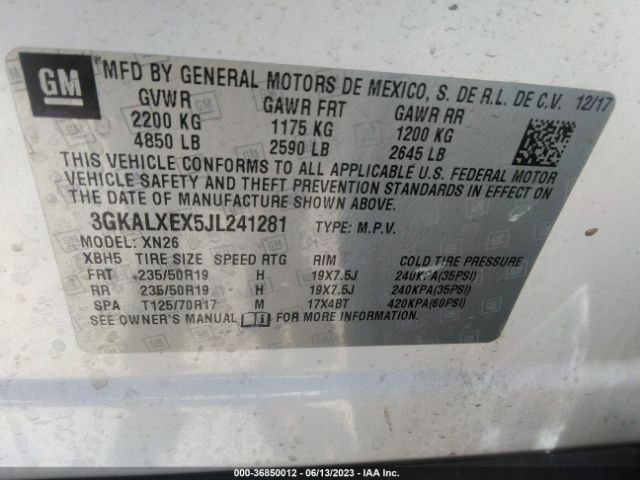 GM
MFD BY GENERAL MOTORS DE MEXICO, S. DE R.L. DE C.V. 12/17
GVWR GAWR FRT GAWR RR
2200 KG 1175 KG 1200 KG
4850 LB 2590 LB 2645 LB
THIS VEHICLE CONFORMS TO ALL APPLICABLE U.S. FEDERAL MOTOR
VEHICLE SAFETY AND THEFT PREVENTION STANDARDS IN EFFECT ON
THE DATE OF MANUFACTURE SHOWN ABOVE.
3GKALXEX5JL241281 TYPE: M.P.V.
MODEL: XN26
XBH5 TIRE SIZE SPEED RTG RIM COLD TIRE PRESSURE
FRT 235/50R19 H 19X7.5J 240KPA(35PSI)
RR 235/50R19 H 19X7.5J 240KPA(35PSI)
SPA T125/70R17 M 17X4BT 420KPA(60PSI)
SEE OWNER'S MANUAL FOR MORE INFORMATION.
000-36850012 - 06/13/2023 - IAA Inc.